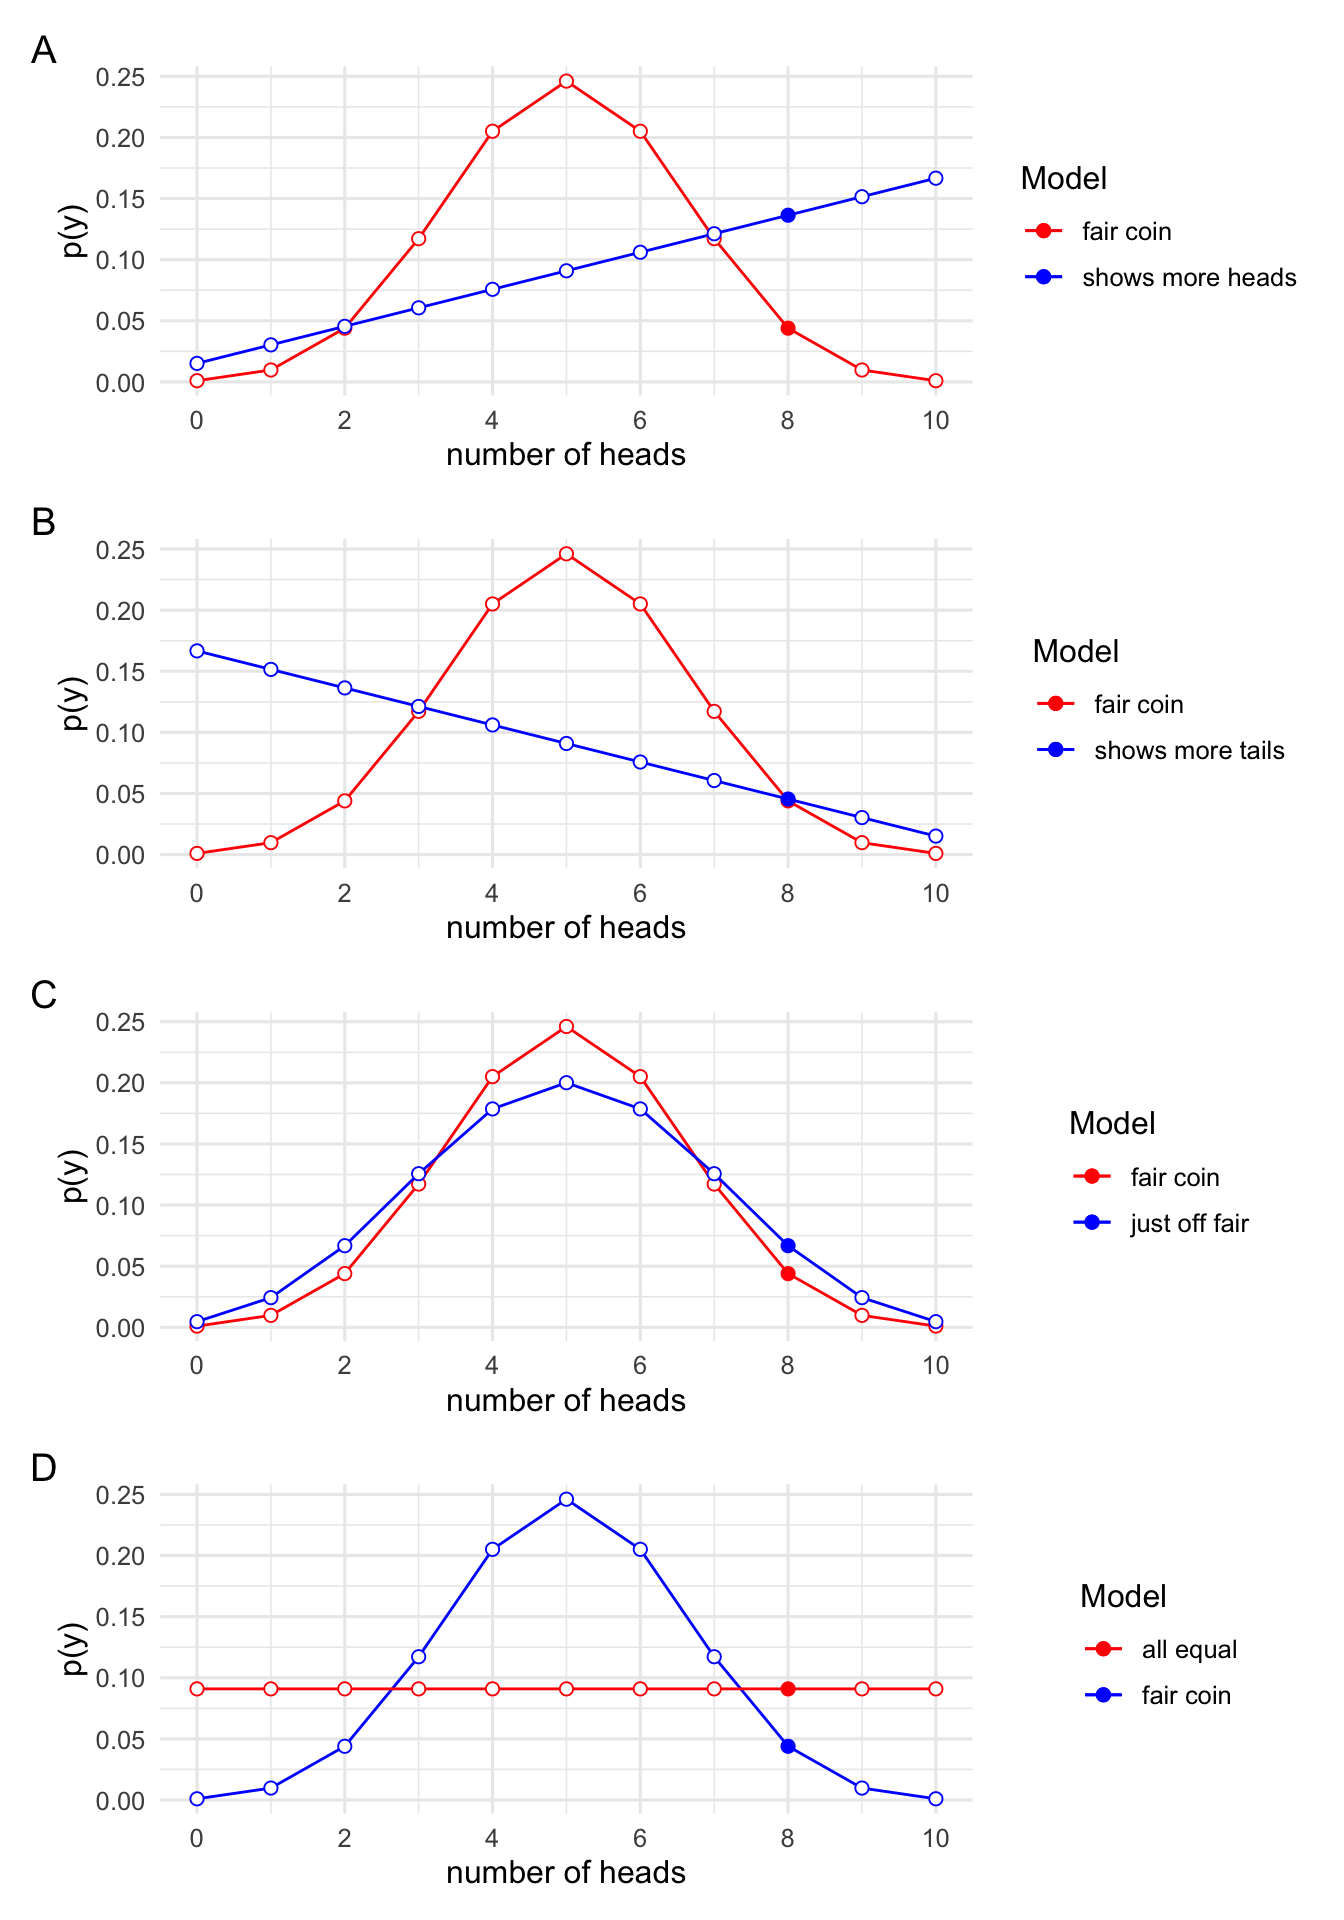 A
0.25
0.20
0.15
0.10
0.05
0.00
p(y)
0 2 4 6 8 10
number of heads
Model
fair coin
shows more heads
B
0.25
0.20
0.15
0.10
0.05
0.00
p(y)
0 2 4 6 8 10
number of heads
Model
fair coin
shows more tails
C
0.25
0.20
0.15
0.10
0.05
0.00
p(y)
0 2 4 6 8 10
number of heads
Model
fair coin
just off fair
D
0.25
0.20
0.15
0.10
0.05
0.00
p(y)
0 2 4 6 8 10
number of heads
Model
all equal
fair coin